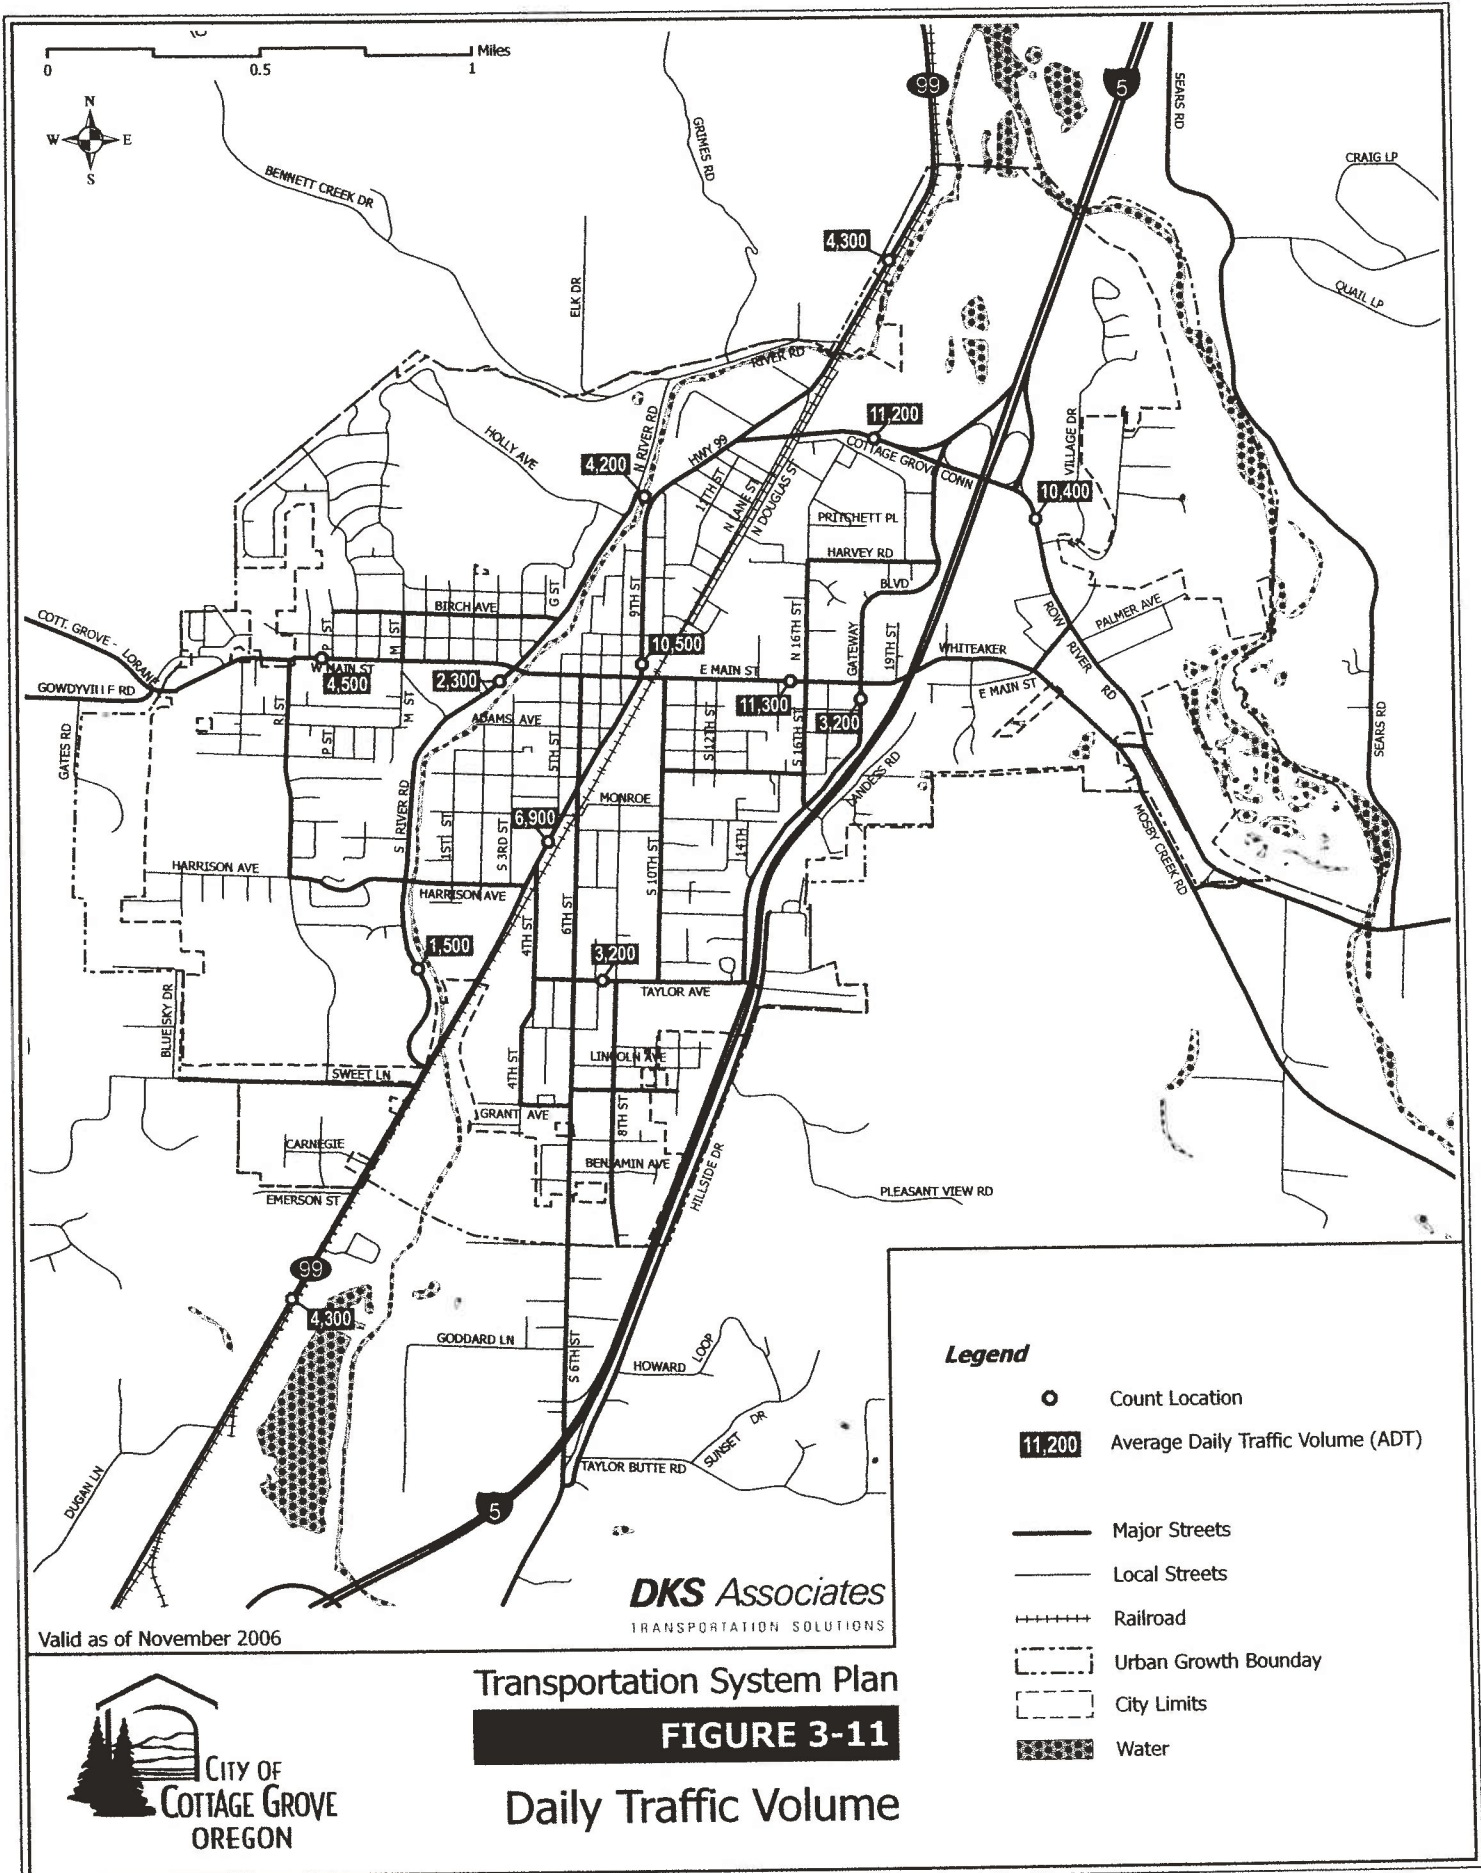 Miles
0 0.5 1
N
W E
S
99
5
SEARS RD
CRAIG LP
QUAIL LP
BENNETT CREEK DR
GRIMES RD
ELK DR
4,300
RIVER RD
11,200
COTTAGE GROVE CONN
VILLAGE DR
10,400
HOLLY AVE
N RIVER RD
HWY 99
4,200
11TH ST
N LANE ST
N DOUGLAS ST
PRITCHETT PL
HARVEY RD
BLVD
GATEWAY
G ST
9TH ST
BIRCH AVE
P ST
M ST
COTT. GROVE - LORANE
GOWDYVILLE RD
W MAIN ST
4,500
2,300
10,500
E MAIN ST
N 16TH ST
19TH ST
WHITEAKER
ROW RIVER RD
PALMER AVE
E MAIN ST
11,300
3,200
R ST
M ST
P ST
ADAMS AVE
5TH ST
S 12TH ST
S 16TH ST
LANDESS RD
GATES RD
SEARS RD
S RIVER RD
1ST ST
S 3RD ST
6,900
MONROE
14TH
S 10TH ST
MOSBY CREEK RD
HARRISON AVE
HARRISON AVE
4TH ST
6TH ST
1,500
3,200
TAYLOR AVE
BLUE SKY DR
SWEET LN
4TH ST
LINCOLN AVE
GRANT AVE
8TH ST
CARNEGIE
BENJAMIN AVE
HILLSIDE DR
EMERSON ST
PLEASANT VIEW RD
99
4,300
GODDARD LN
S 6TH ST
HOWARD LOOP
SUNSET DR
TAYLOR BUTTE RD
DUGAN LN
5
DKS Associates
TRANSPORTATION SOLUTIONS
Valid as of November 2006
Legend
Count Location
11,200 Average Daily Traffic Volume (ADT)
Major Streets
Local Streets
Railroad
Urban Growth Bounday
City Limits
Water
CITY OF
COTTAGE GROVE
OREGON
Transportation System Plan
FIGURE 3-11
Daily Traffic Volume